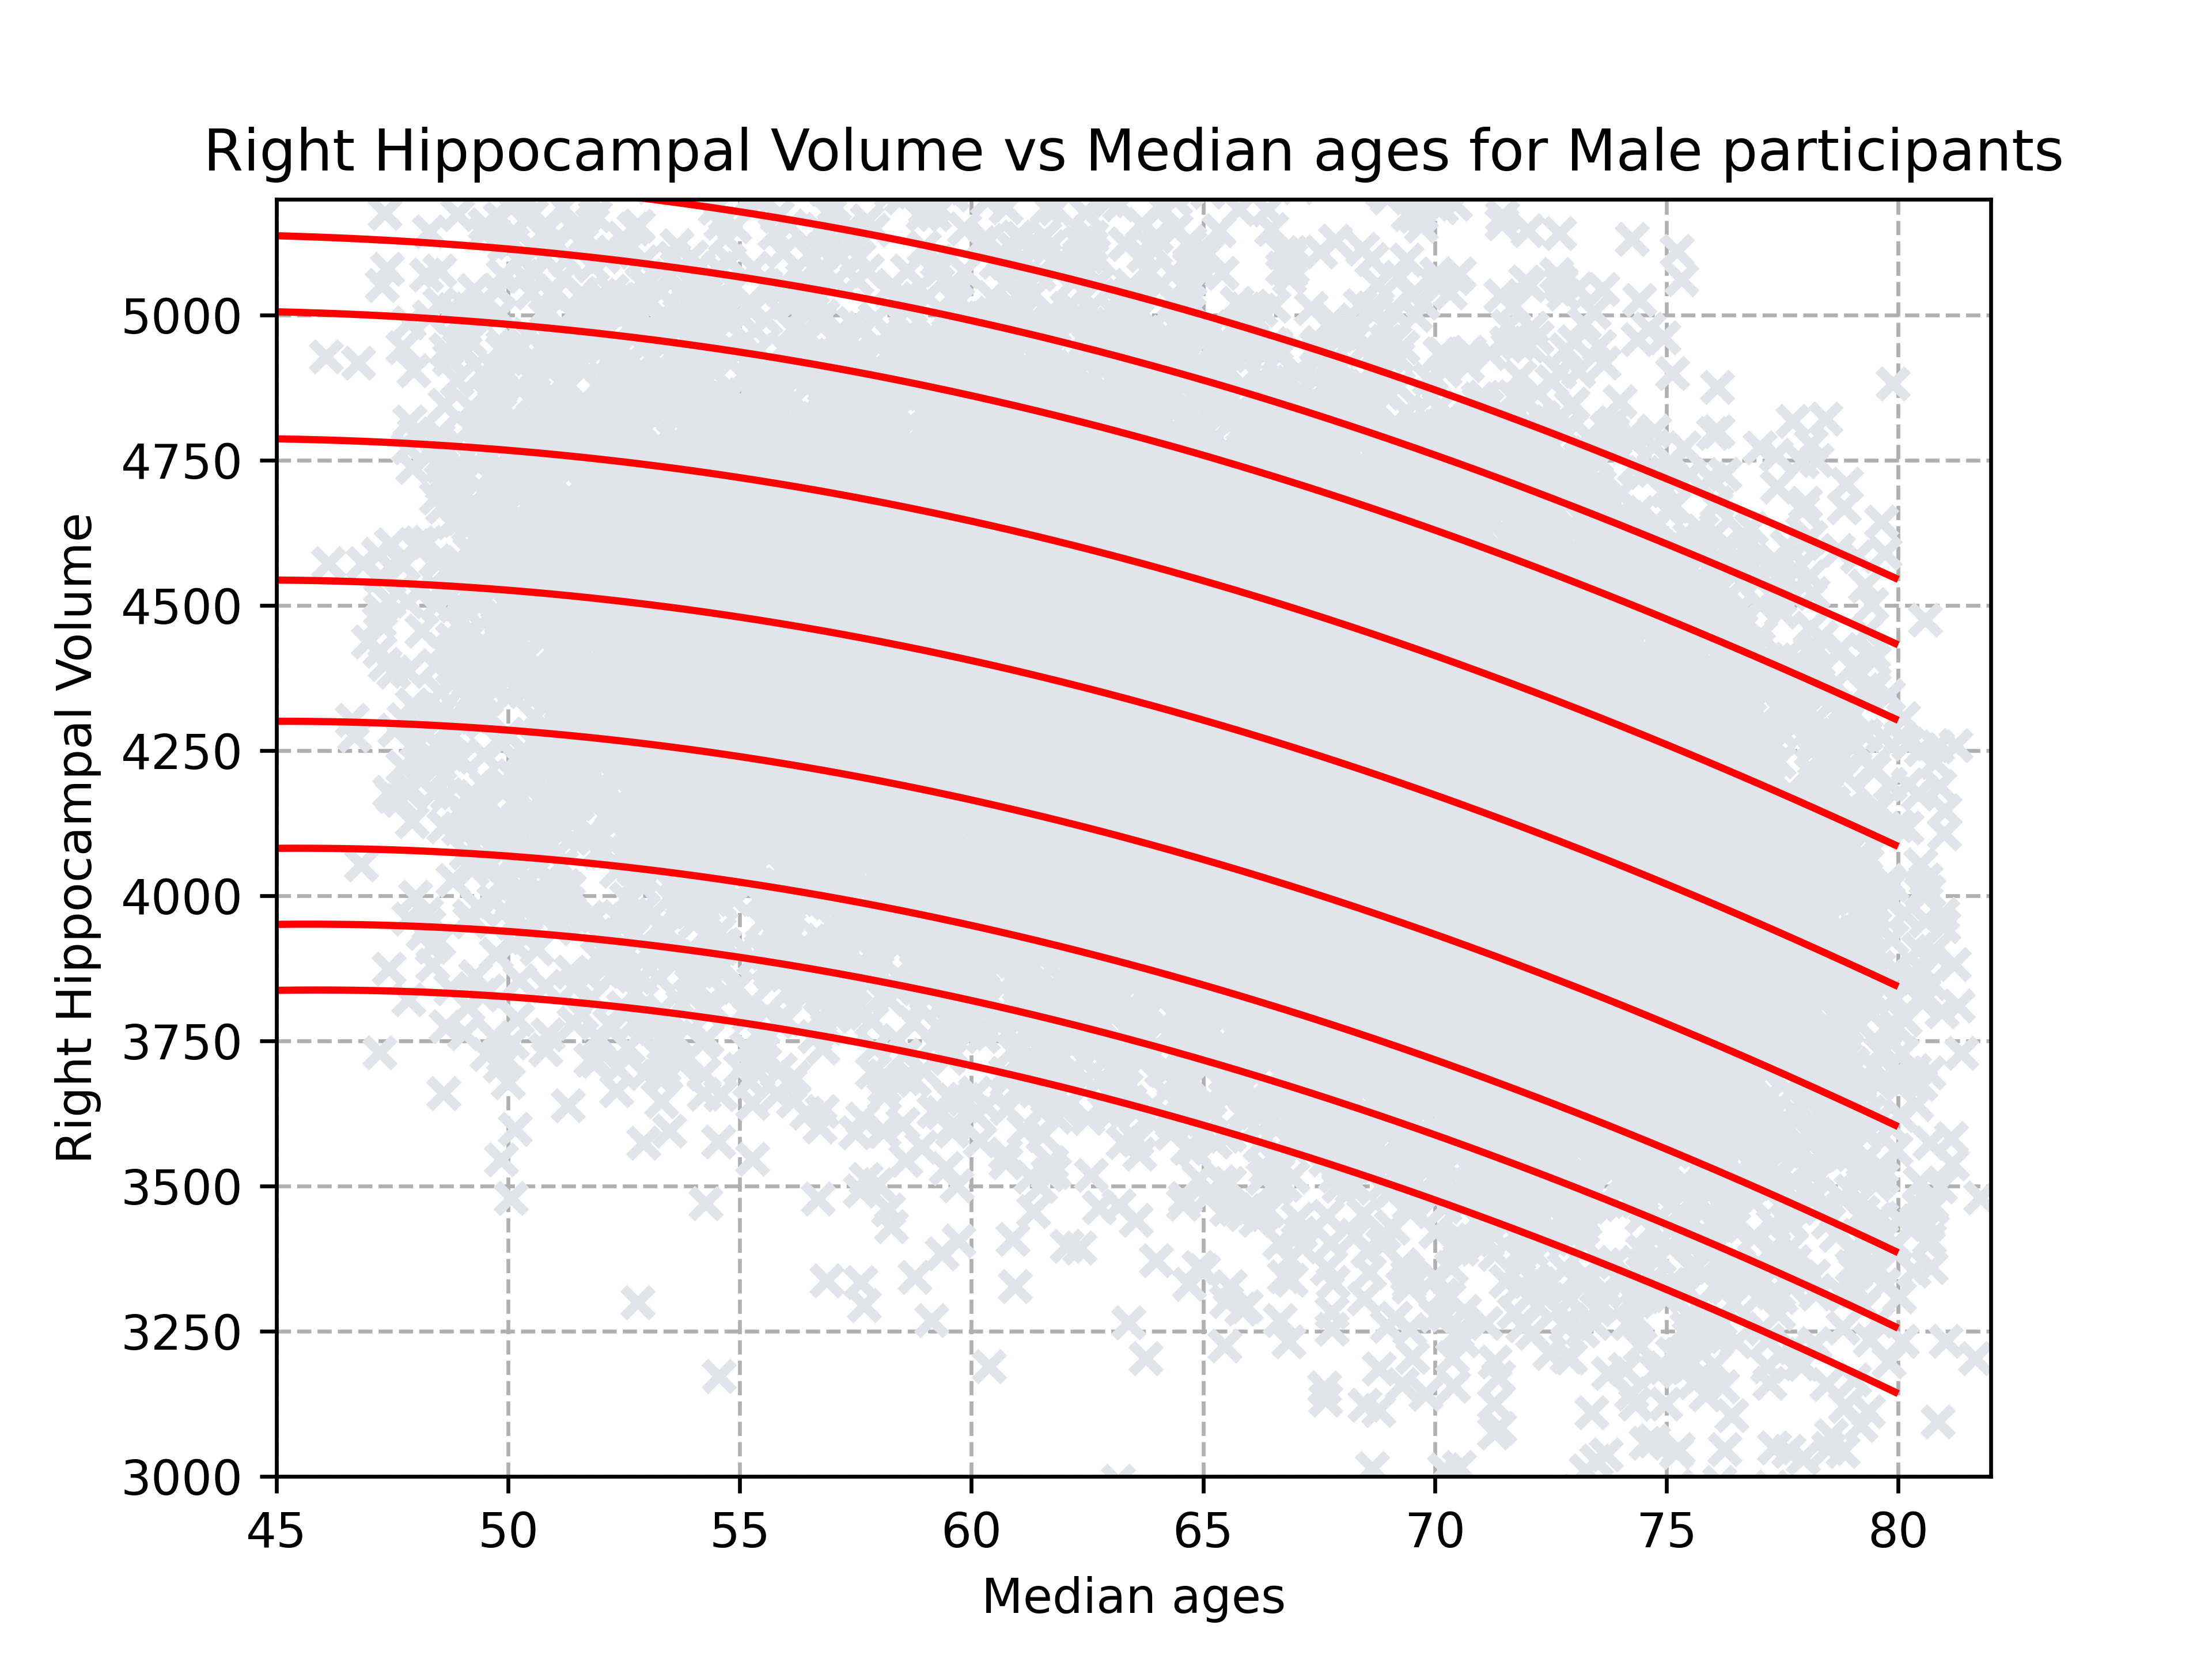 Right Hippocampal Volume vs Median ages for Male participants
Right Hippocampal Volume
5000
4750
4500
4250
4000
3750
3500
3250
3000
45 50 55 60 65 70 75 80
Median ages